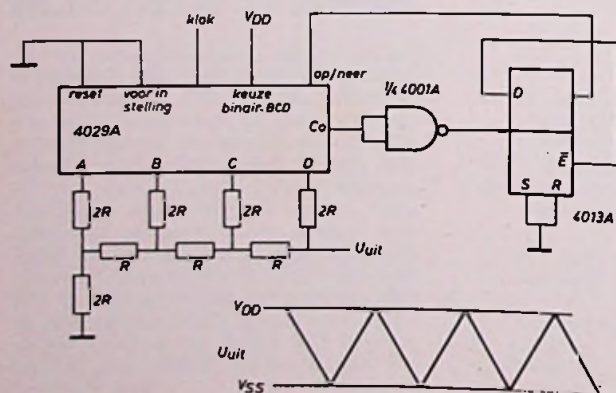 klok
VDD
op/neer
reset
voor in
stelling
keuze
binair-BCD
4029A
Co
1/4 4001A
D
E̅
S R
4013A
A B C D
2R 2R 2R 2R
R R R
Uuit
2R
VDD
Uuit
VSS